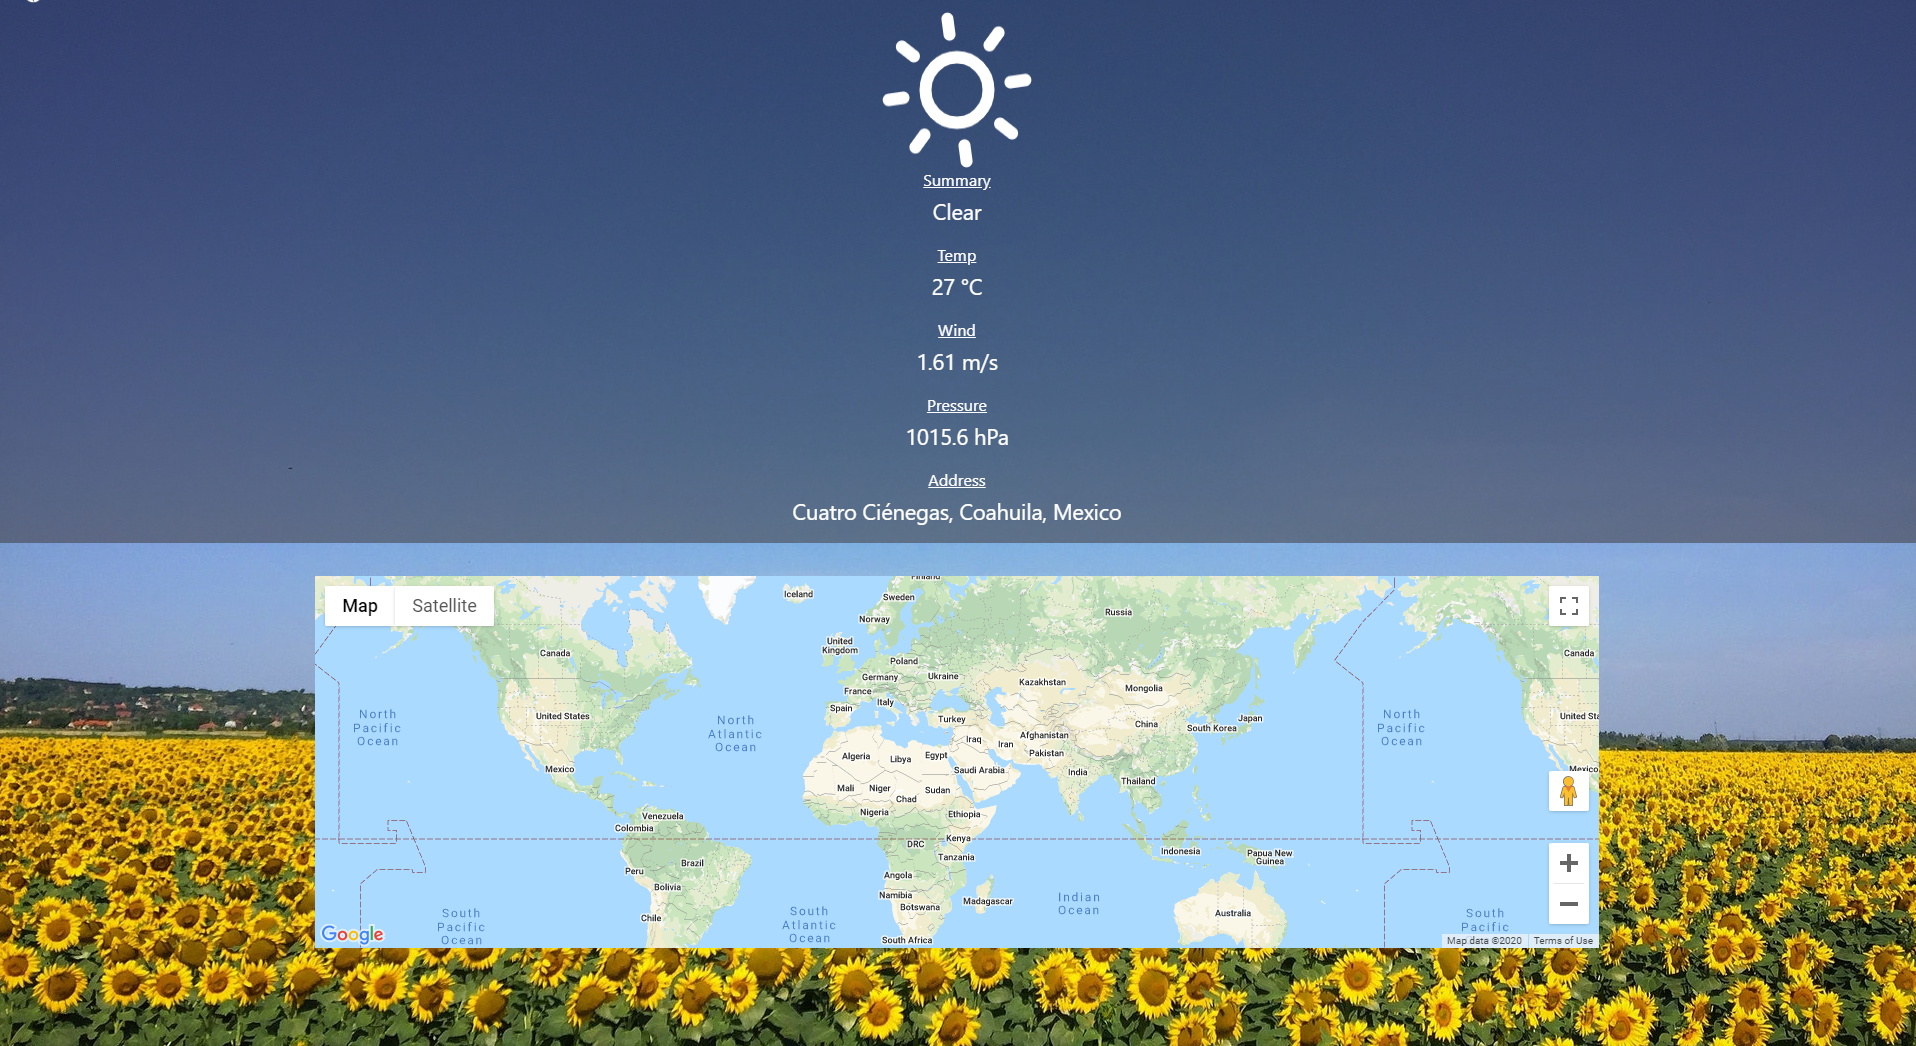 Summary
Clear
Temp
27 °C
Wind
1.61 m/s
Pressure
1015.6 hPa
Address
Cuatro Ciénegas, Coahuila, Mexico
Map
Satellite
Finland
Iceland
Sweden
Russia
Norway
United
Kingdom
Canada
Canada
Poland
Germany
Ukraine
Kazakhstan
Mongolia
France
Italy
Spain
North
Pacific
Ocean
United States
North
Atlantic
Ocean
Turkey
China
South Korea
Japan
North
Pacific
Ocean
United Sta
Iraq
Iran
Afghanistan
Pakistan
Algeria
Libya
Egypt
Saudi Arabia
India
Thailand
Mexico
Mexico
Mali
Niger
Chad
Sudan
Nigeria
Ethiopia
Venezuela
Colombia
Kenya
DRC
Tanzania
Indonesia
Papua New
Guinea
Brazil
Peru
Bolivia
Angola
Namibia
Botswana
Madagascar
Indian
Ocean
Australia
Chile
South
Pacific
Ocean
South
Atlantic
Ocean
South Africa
South
Pacific
Google
Map data ©2020
Terms of Use